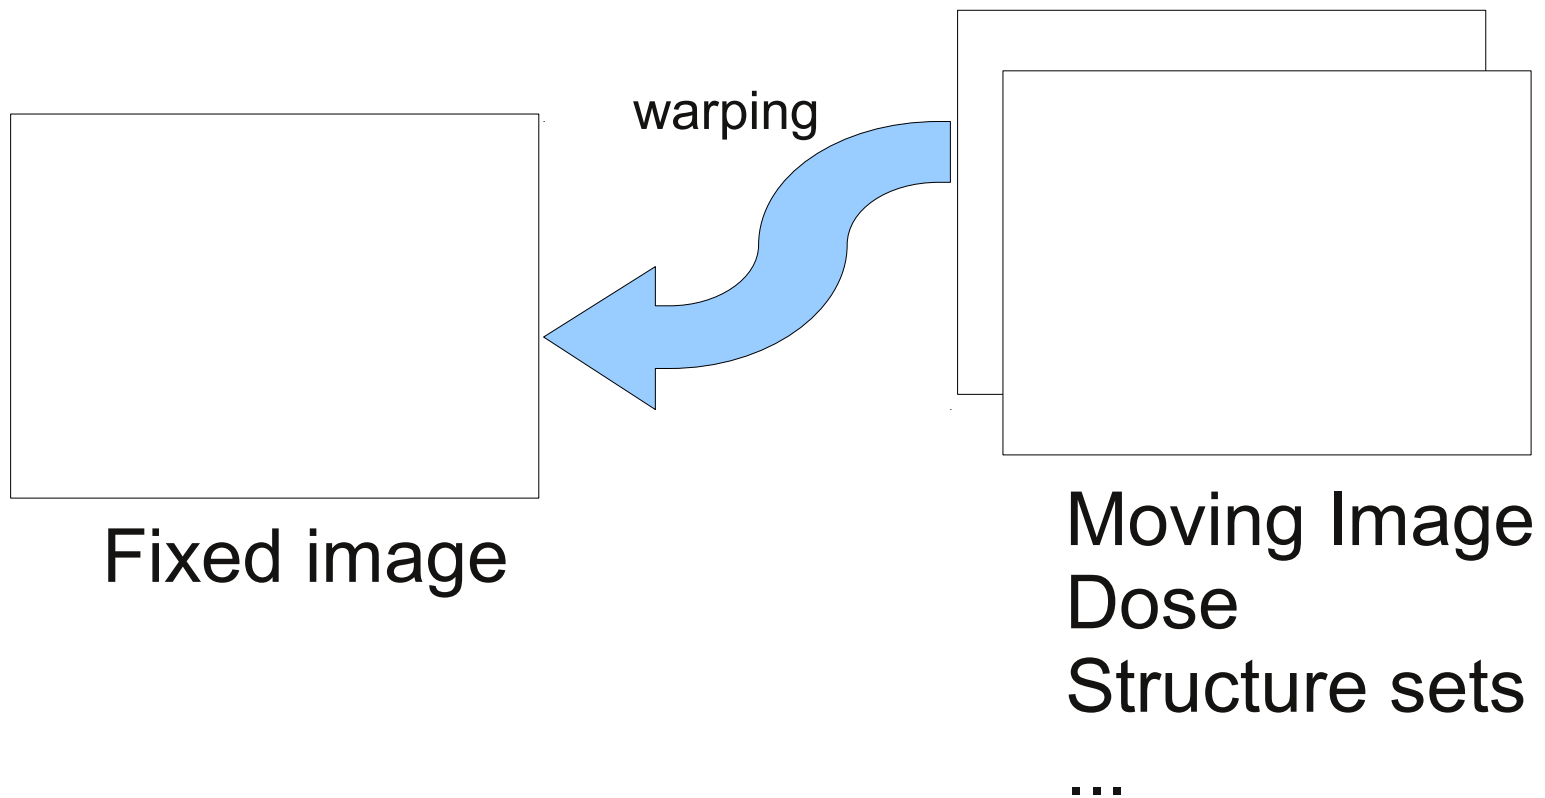 warping
Fixed image
Moving Image
Dose
Structure sets
...